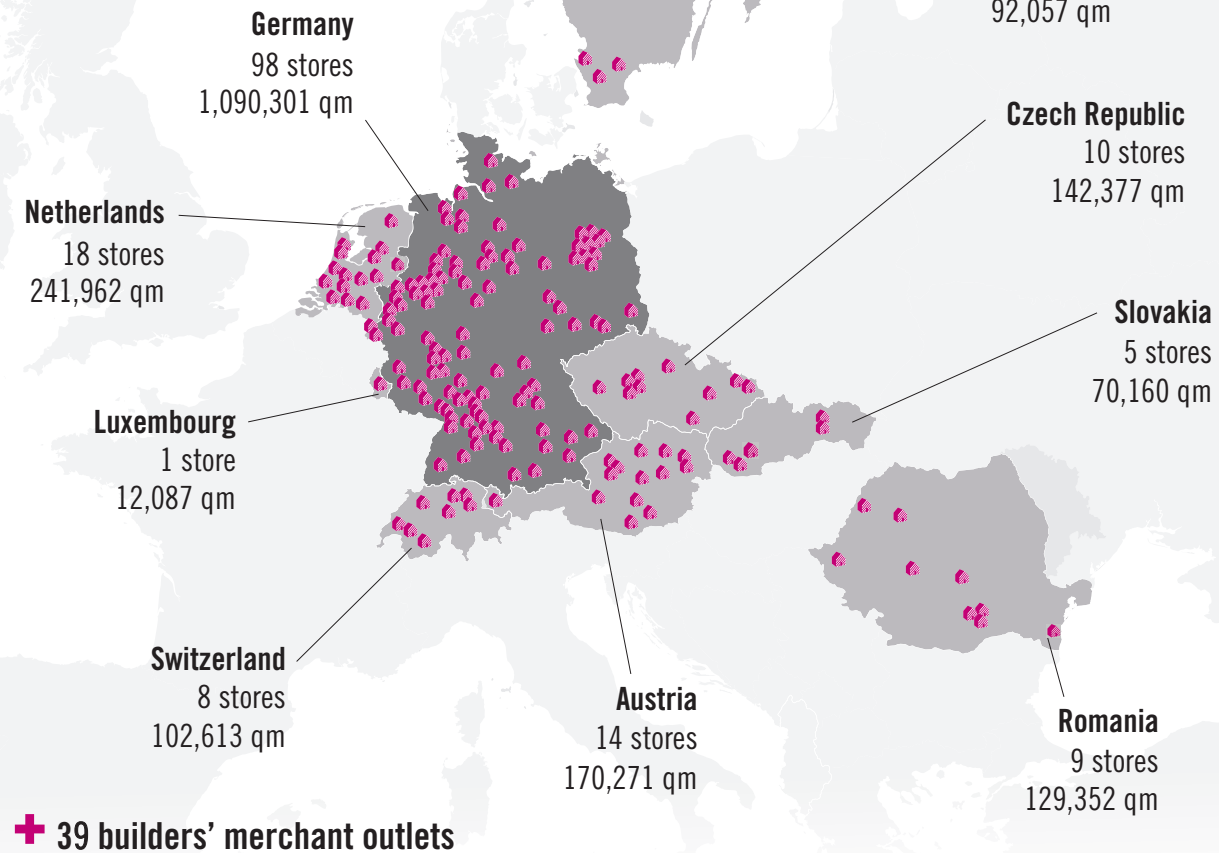 92,057 qm
Germany
98 stores
1,090,301 qm
Czech Republic
10 stores
142,377 qm
Netherlands
18 stores
241,962 qm
Slovakia
5 stores
70,160 qm
Luxembourg
1 store
12,087 qm
Switzerland
8 stores
102,613 qm
Austria
14 stores
170,271 qm
Romania
9 stores
129,352 qm
+ 39 builders’ merchant outlets